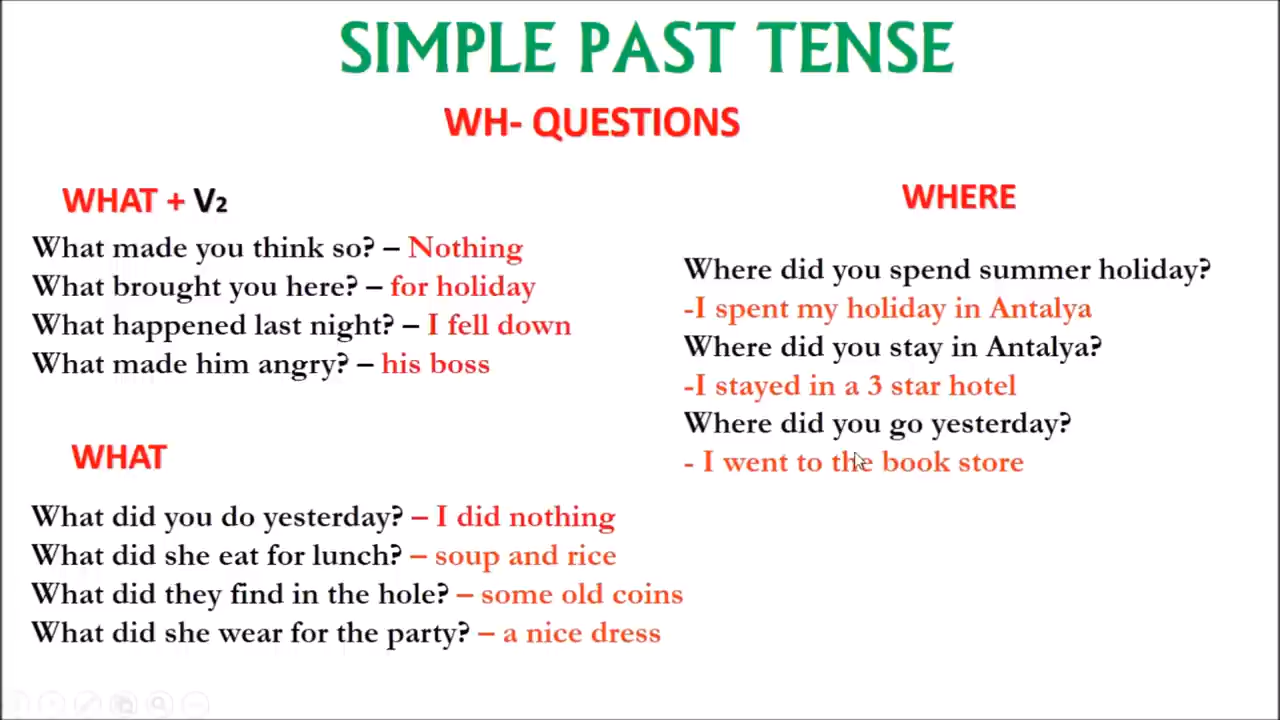 SIMPLE PAST TENSE
WH- QUESTIONS
WHAT + V2
What made you think so? – Nothing
What brought you here? – for holiday
What happened last night? – I fell down
What made him angry? – his boss
WHAT
What did you do yesterday? – I did nothing
What did she eat for lunch? – soup and rice
What did they find in the hole? – some old coins
What did she wear for the party? – a nice dress
WHERE
Where did you spend summer holiday?
-I spent my holiday in Antalya
Where did you stay in Antalya?
-I stayed in a 3 star hotel
Where did you go yesterday?
- I went to the book store